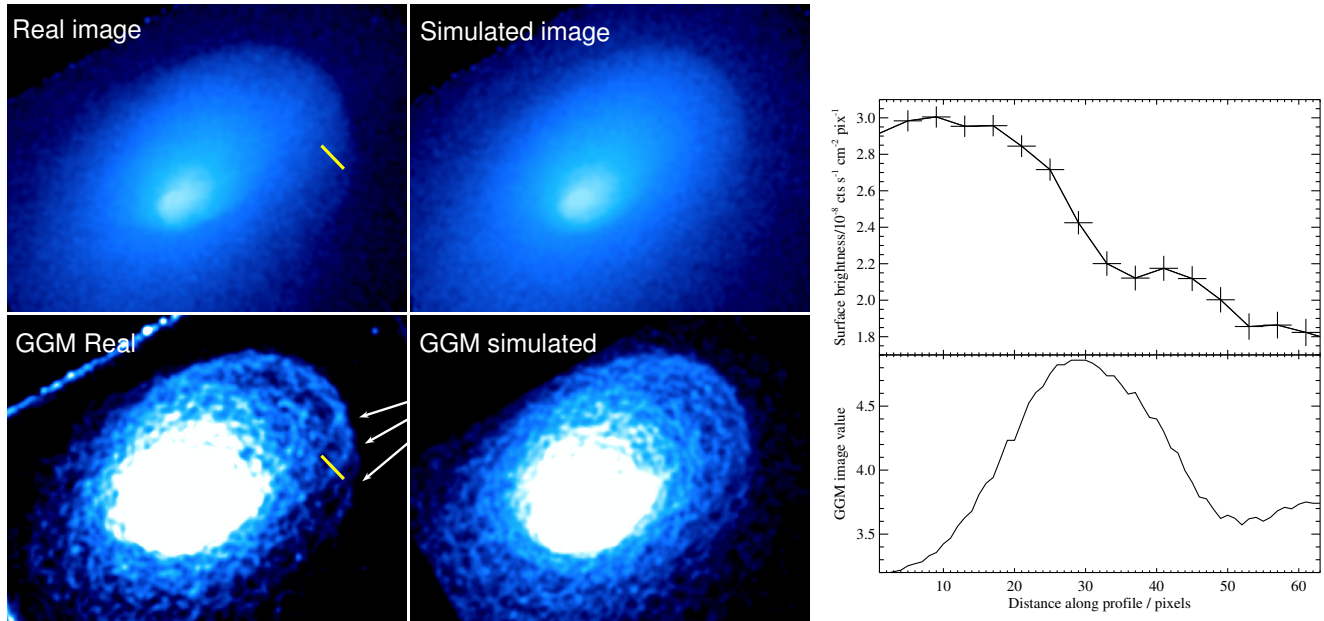 Real image
Simulated image
GGM Real
GGM simulated
Surface brightness/10⁻⁸ cts s⁻¹ cm⁻² pix⁻¹
3.0
2.8
2.6
2.4
2.2
2.0
1.8
GGM image value
4.5
4.0
3.5
10 20 30 40 50 60
Distance along profile / pixels